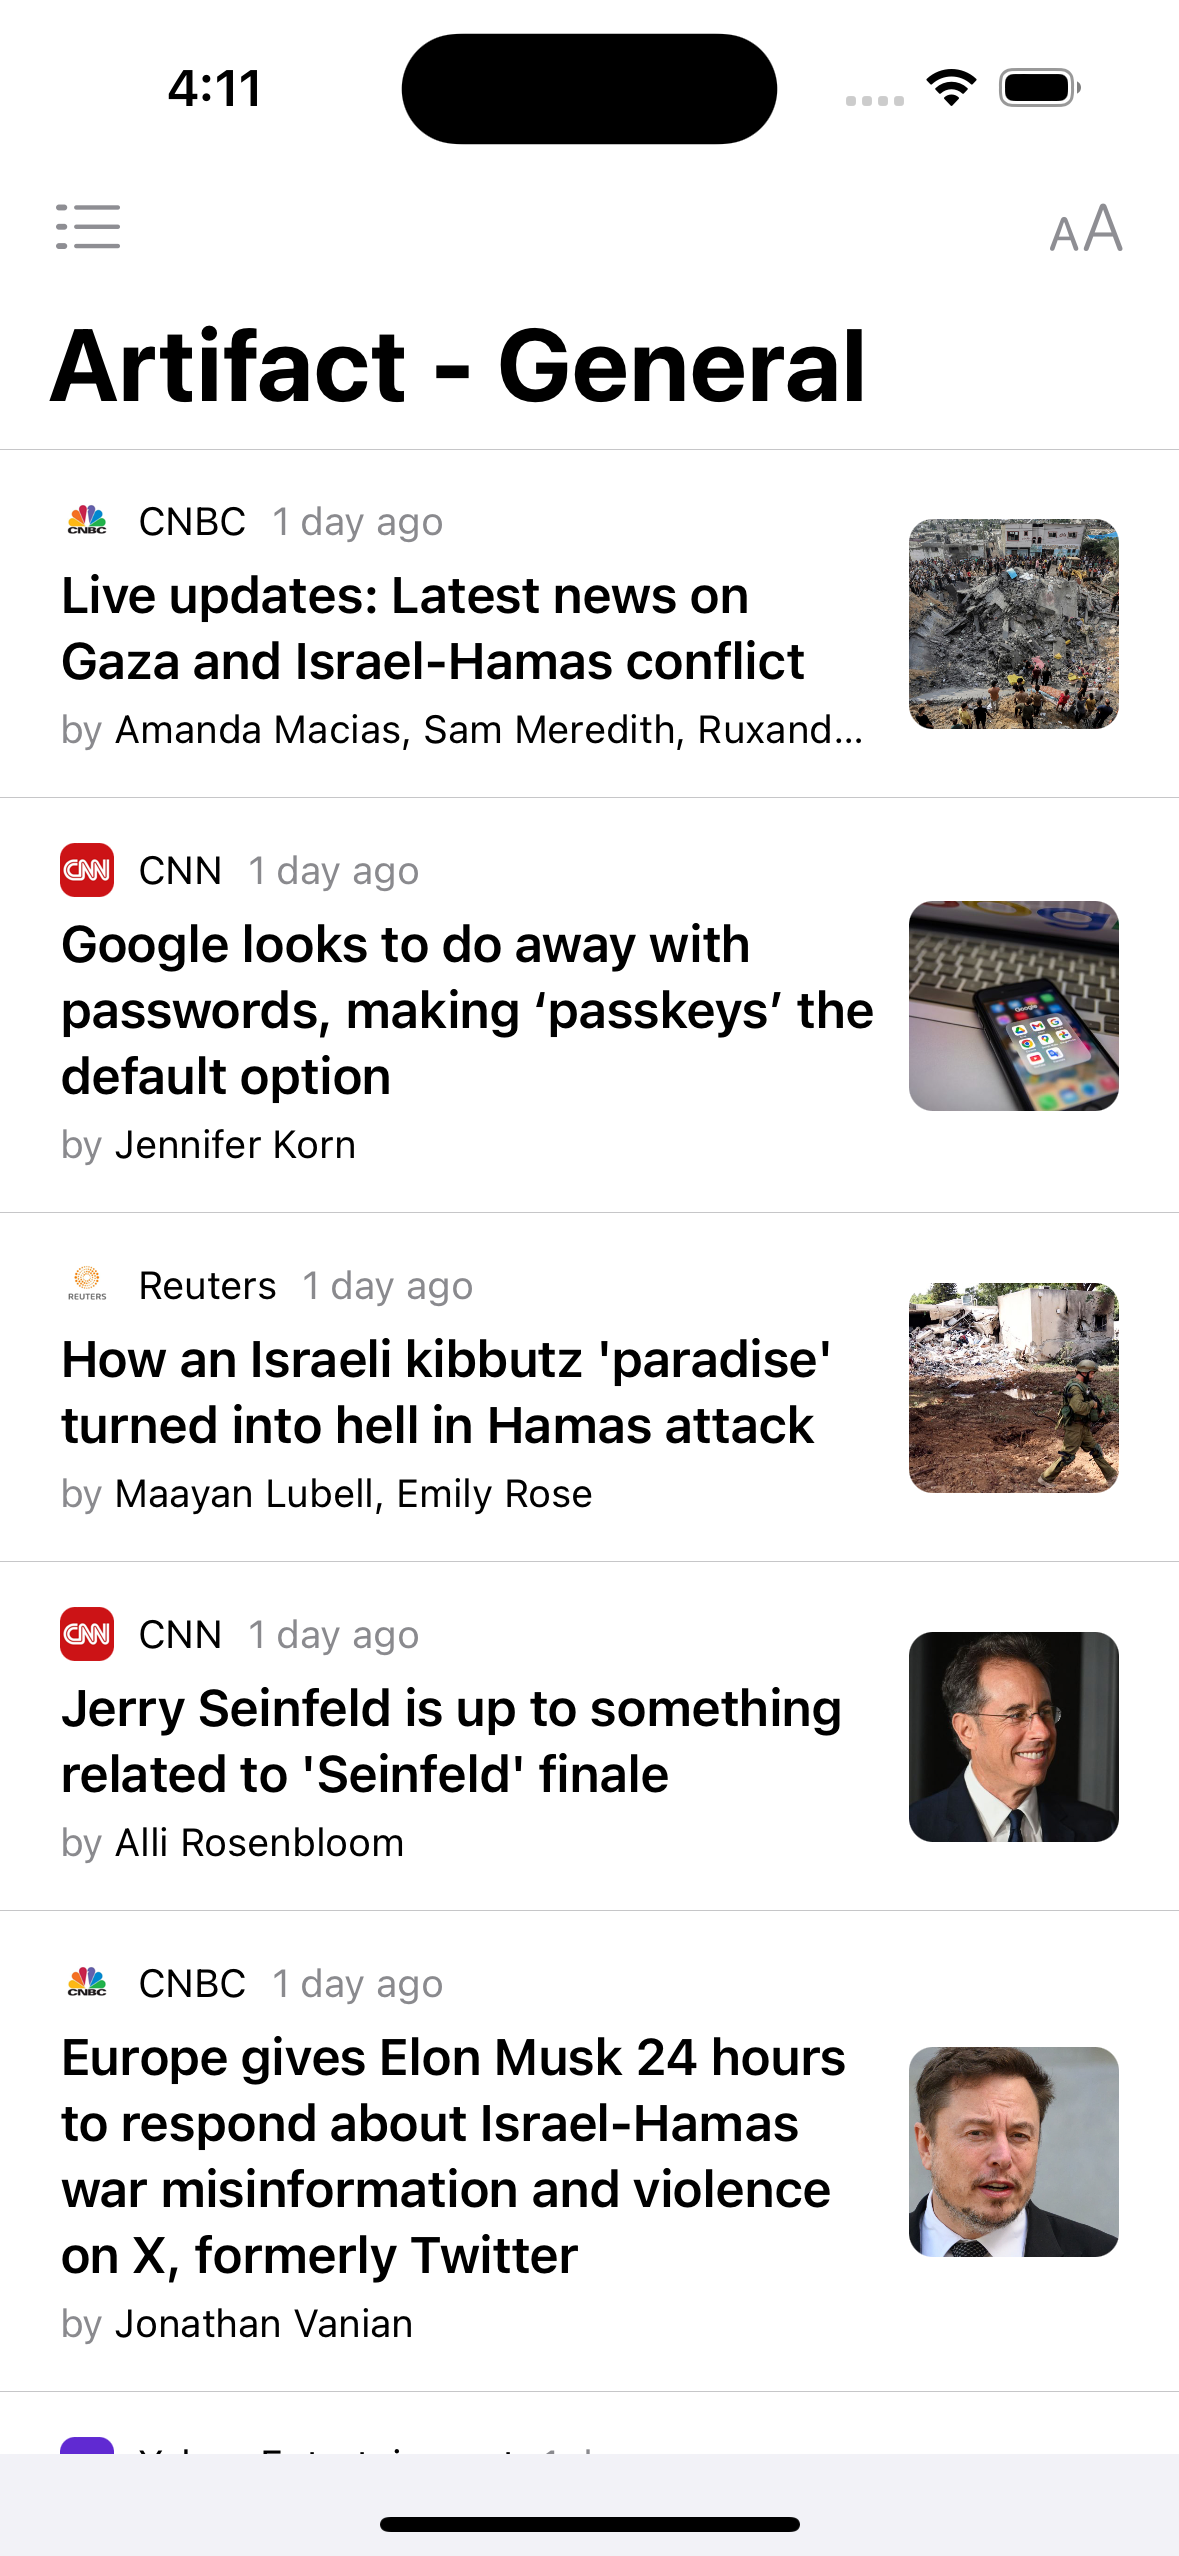 4:11
AA
Artifact - General
CNBC 1 day ago
Live updates: Latest news on
Gaza and Israel-Hamas conflict
by Amanda Macias, Sam Meredith, Ruxand...
CNN 1 day ago
Google looks to do away with
passwords, making ‘passkeys’ the
default option
by Jennifer Korn
REUTERS Reuters 1 day ago
How an Israeli kibbutz 'paradise'
turned into hell in Hamas attack
by Maayan Lubell, Emily Rose
CNN 1 day ago
Jerry Seinfeld is up to something
related to 'Seinfeld' finale
by Alli Rosenbloom
CNBC 1 day ago
Europe gives Elon Musk 24 hours
to respond about Israel-Hamas
war misinformation and violence
on X, formerly Twitter
by Jonathan Vanian